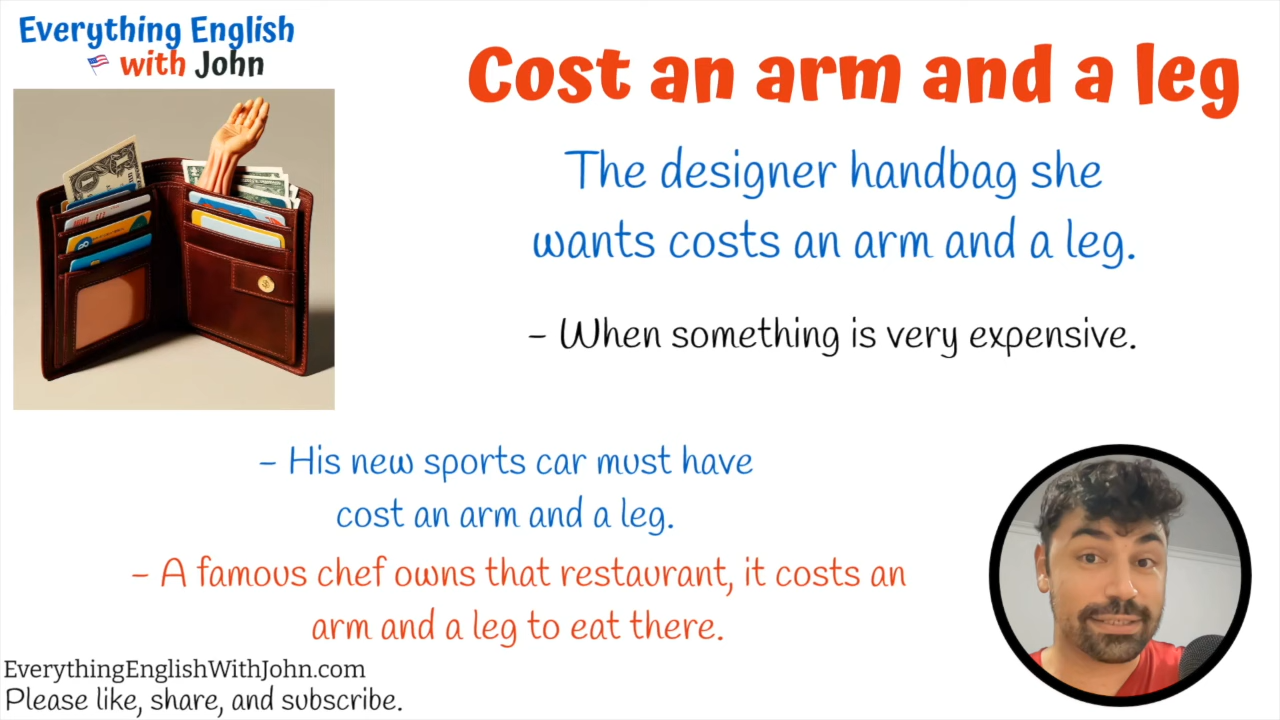 Everything English
with John
Cost an arm and a leg
The designer handbag she
wants costs an arm and a leg.
- When something is very expensive.
- His new sports car must have
cost an arm and a leg.
- A famous chef owns that restaurant, it costs an
arm and a leg to eat there.
EverythingEnglishWithJohn.com
Please like, share, and subscribe.